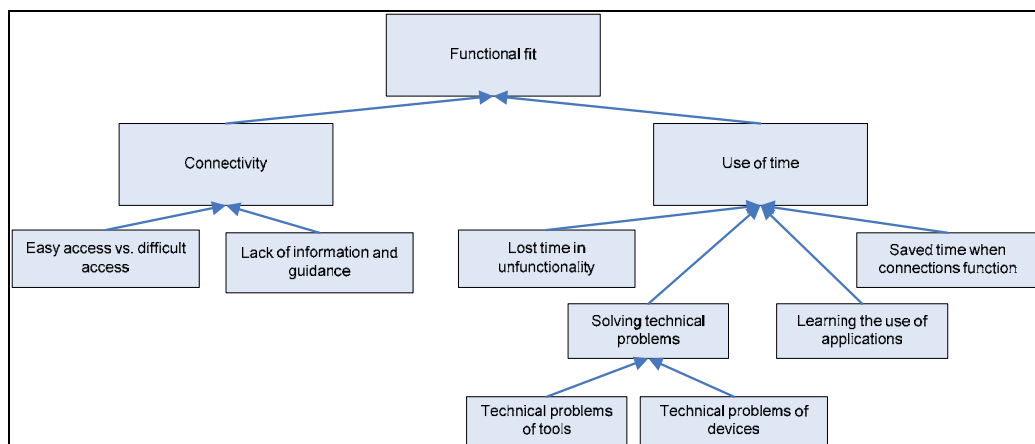 Functional fit
Connectivity
Use of time
Easy access vs. difficult
access
Lack of information and
guidance
Lost time in
unfunctionality
Saved time when
connections function
Solving technical
problems
Learning the use of
applications
Technical problems
of tools
Technical problems of
devices